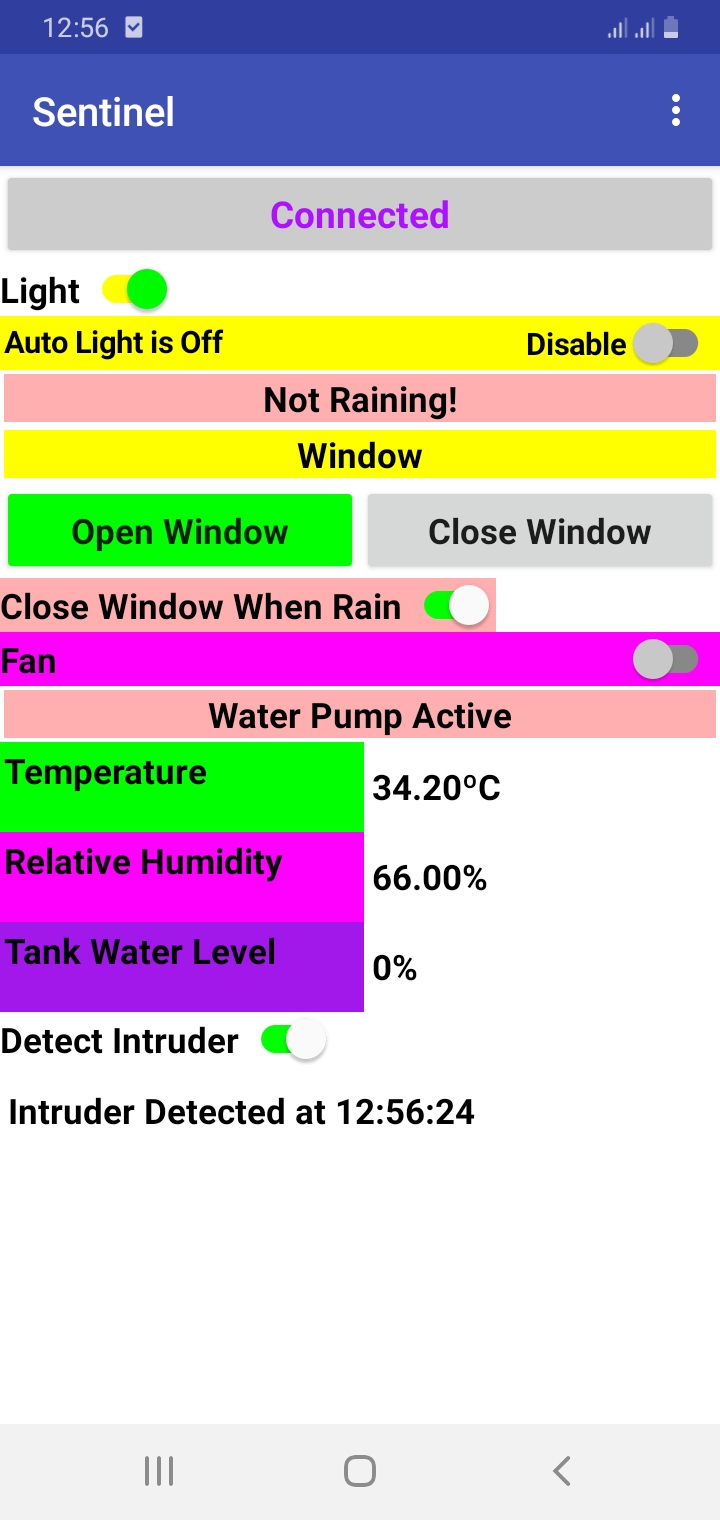 12:56
Sentinel
Connected
Light
Auto Light is Off Disable
Not Raining!
Window
Open Window Close Window
Close Window When Rain
Fan
Water Pump Active
Temperature 34.20ºC
Relative Humidity 66.00%
Tank Water Level 0%
Detect Intruder
Intruder Detected at 12:56:24